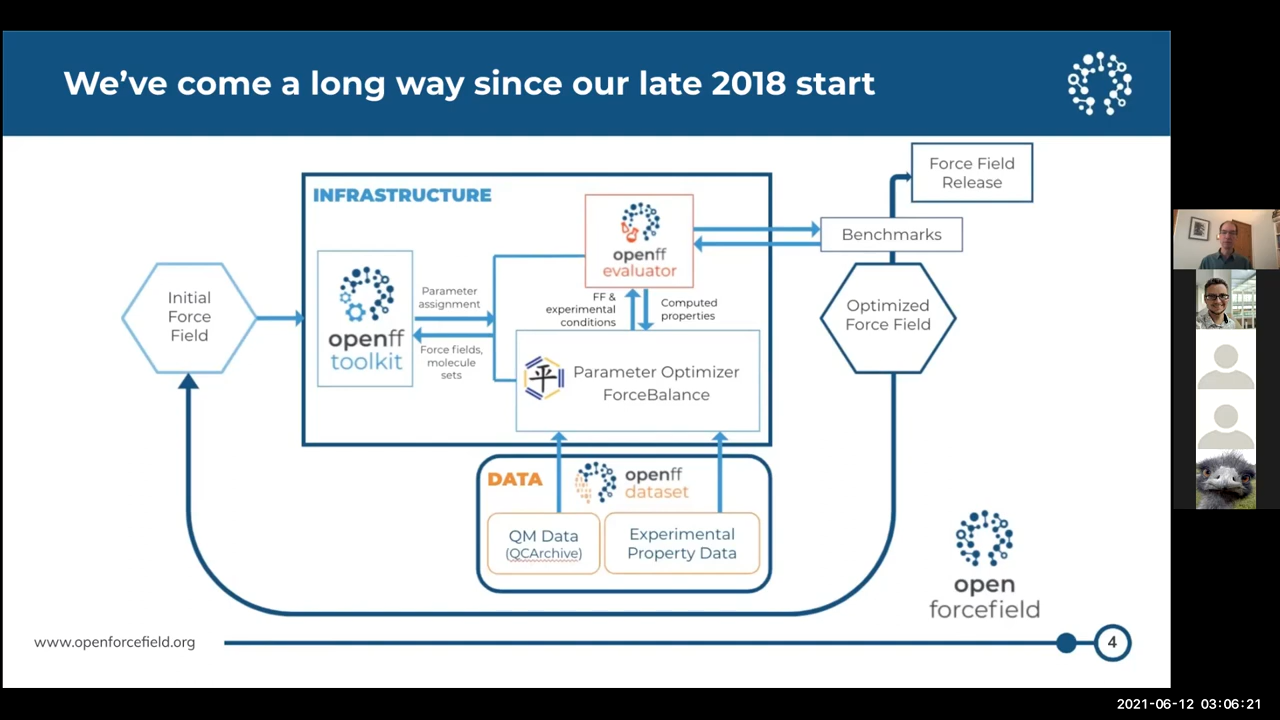 We've come a long way since our late 2018 start
Force Field
Release
INFRASTRUCTURE
openff
evaluator
Benchmarks
Initial
Force
Field
openff
toolkit
Parameter
assignment
Force fields,
molecule
sets
FF &
experimental
conditions
Computed
properties
Optimized
Force Field
平
Parameter Optimizer
ForceBalance
DATA
openff
dataset
QM Data
(QCArchive)
Experimental
Property Data
open
forcefield
www.openforcefield.org
4
2021-06-12 03:06:21